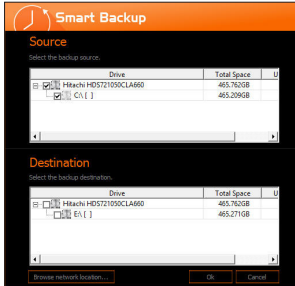 Smart Backup
Source
Select the backup source.
Drive Total Space U
Hitachi HDS721050CLA660 465.762GB
C:\ [ ] 465.209GB
Destination
Select the backup destination.
Drive Total Space U
Hitachi HDS721050CLA660 465.762GB
E:\ [ ] 465.271GB
Browse network location... Ok Cancel